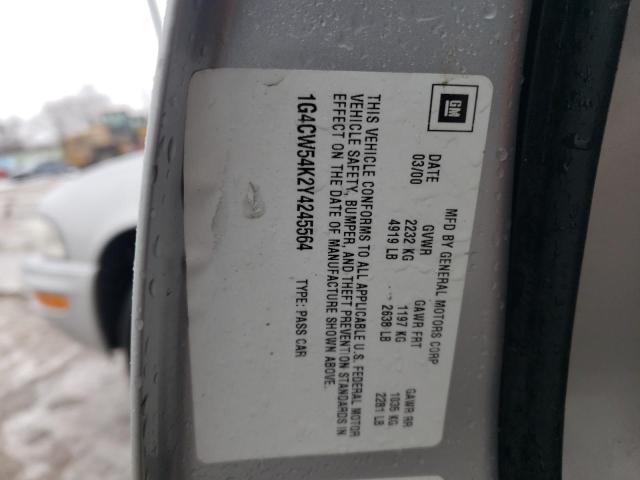 GM
MFD BY GENERAL MOTORS CORP
DATE GVWR GAWR FRT GAWR RR
03/00 2232 KG 1197 KG 1035 KG
4919 LB 2638 LB 2281 LB
THIS VEHICLE CONFORMS TO ALL APPLICABLE U.S. FEDERAL MOTOR
VEHICLE SAFETY, BUMPER, AND THEFT PREVENTION STANDARDS IN
EFFECT ON THE DATE OF MANUFACTURE SHOWN ABOVE.
1G4CW54K2Y4245564 TYPE: PASS CAR